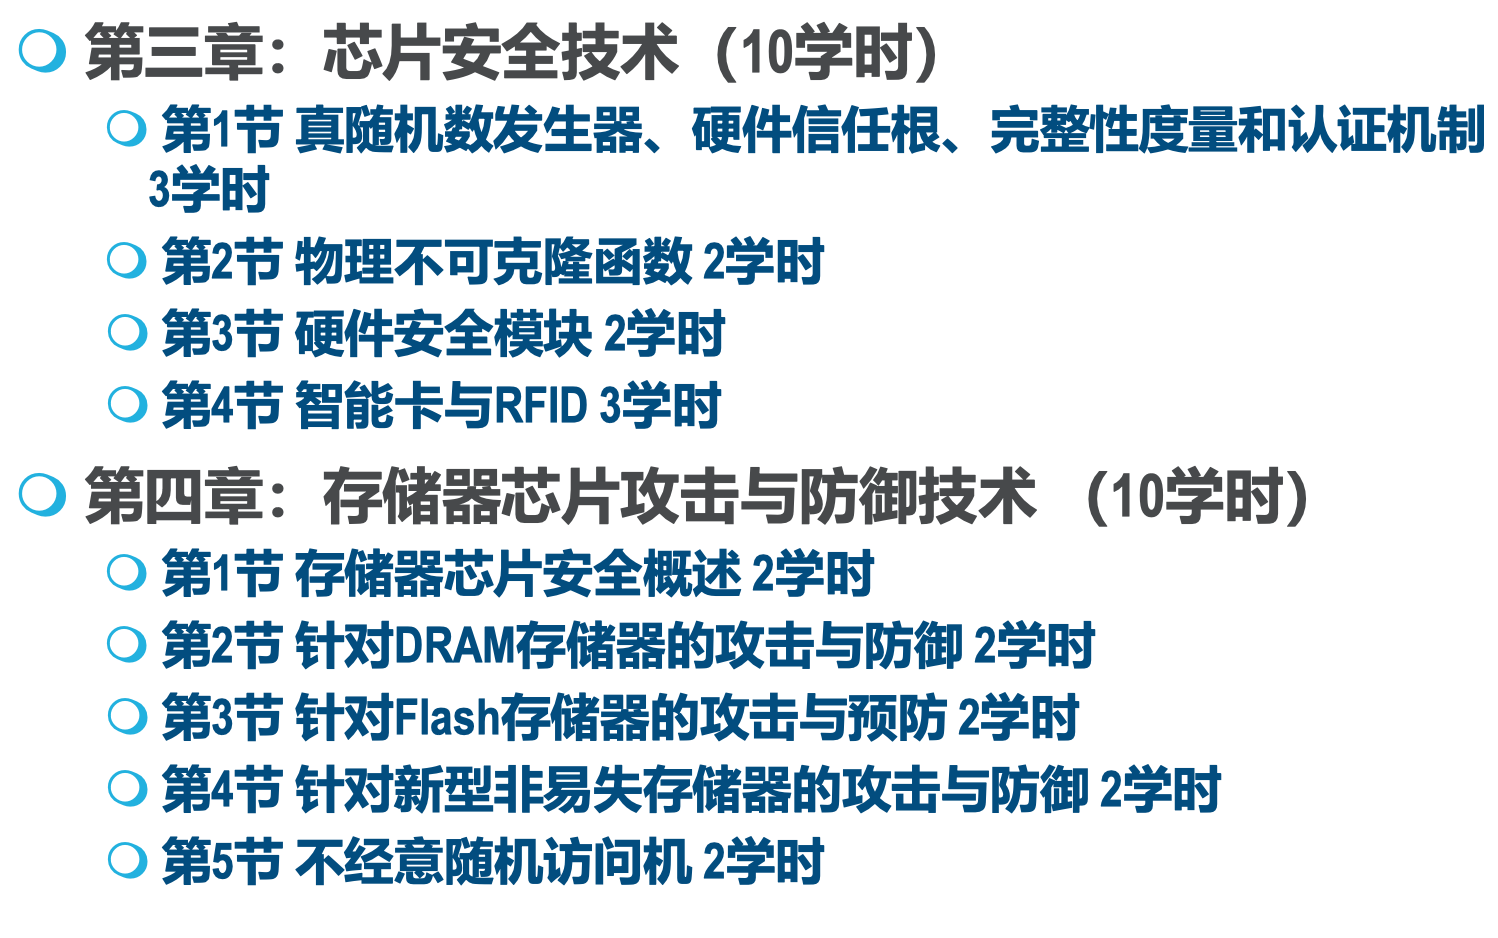 第三章：芯片安全技术（10学时）
第1节 真随机数发生器、硬件信任根、完整性度量和认证机制
3学时
第2节 物理不可克隆函数 2学时
第3节 硬件安全模块 2学时
第4节 智能卡与RFID 3学时
第四章：存储器芯片攻击与防御技术 （10学时）
第1节 存储器芯片安全概述 2学时
第2节 针对DRAM存储器的攻击与防御 2学时
第3节 针对Flash存储器的攻击与预防 2学时
第4节 针对新型非易失存储器的攻击与防御 2学时
第5节 不经意随机访问机 2学时